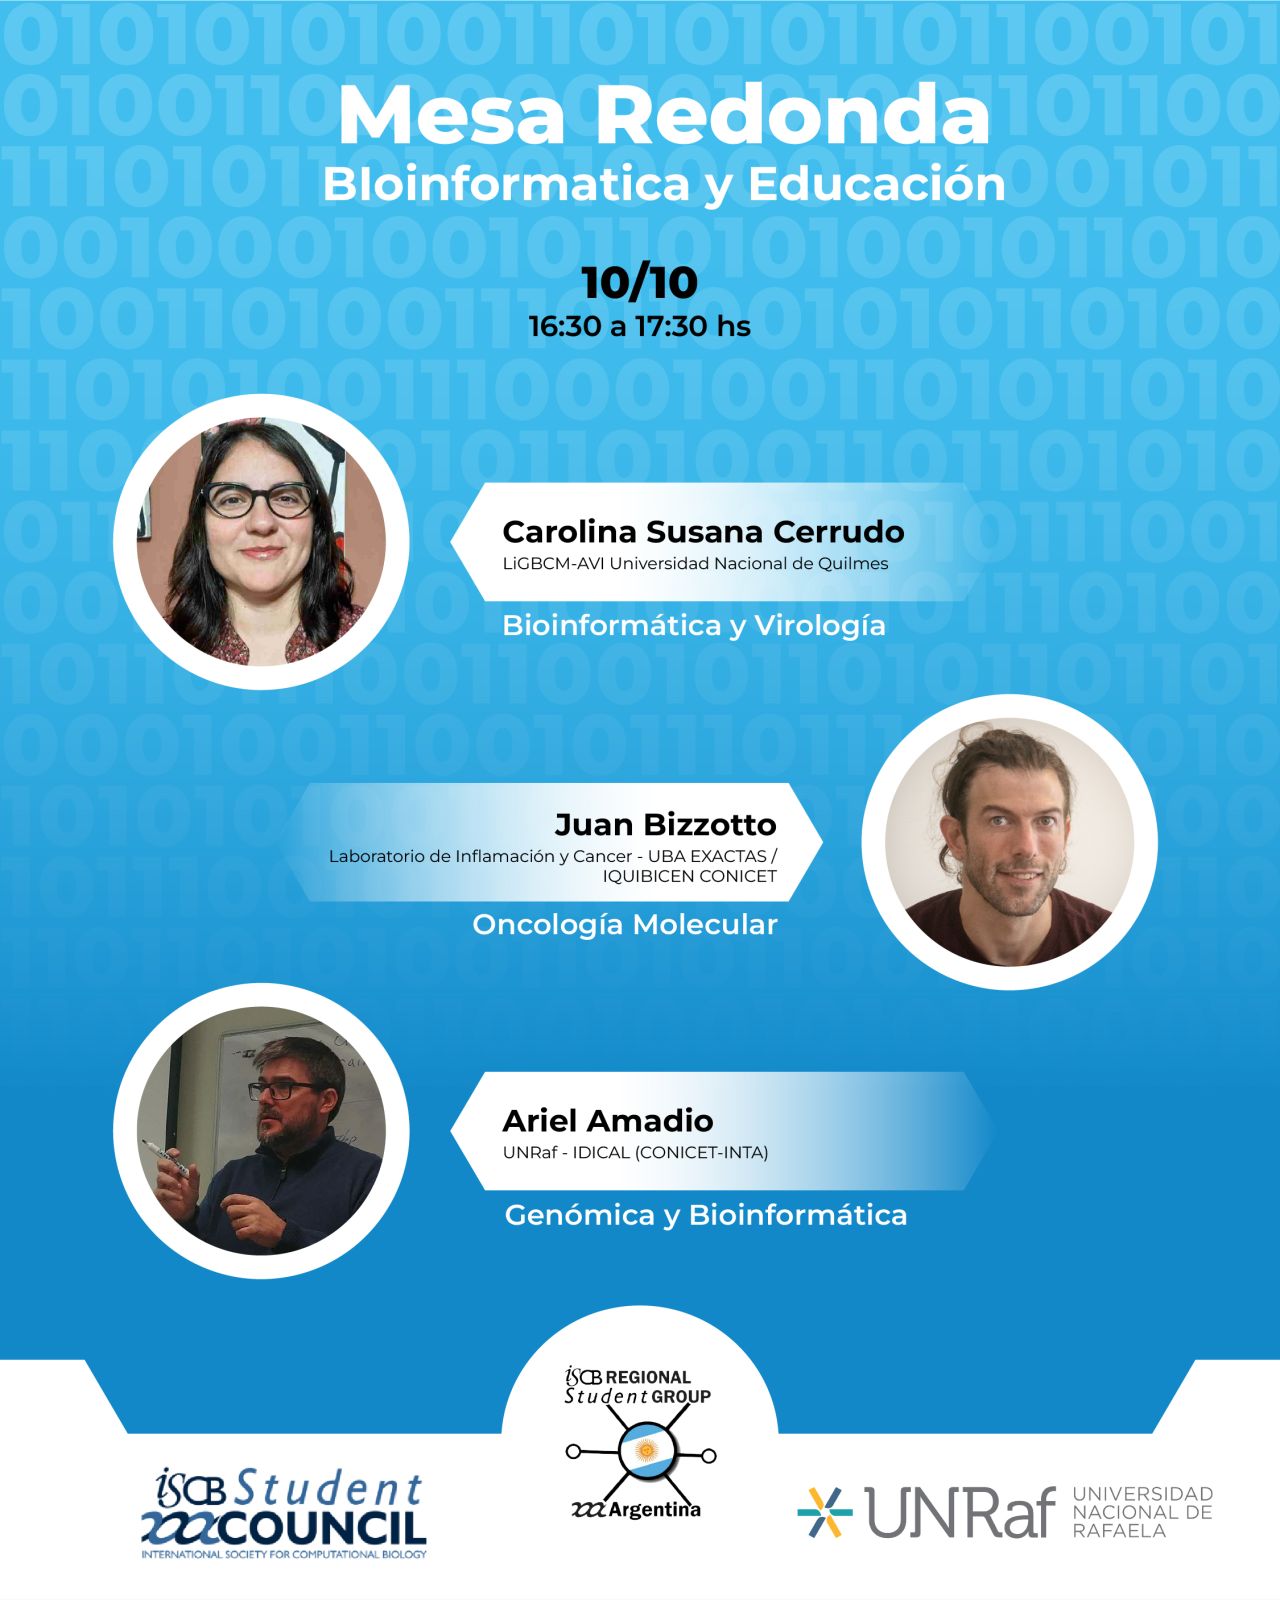 Mesa Redonda
BIoinformatica y Educación
10/10
16:30 a 17:30 hs
Carolina Susana Cerrudo
LiGBCM-AVI Universidad Nacional de Quilmes
Bioinformática y Virología
Juan Bizzotto
Laboratorio de Inflamación y Cancer - UBA EXACTAS /
IQUIBICEN CONICET
Oncología Molecular
Ariel Amadio
UNRaf - IDICAL (CONICET-INTA)
Genómica y Bioinformática
iSCB REGIONAL
Student GROUP
Argentina
iSCB Student
COUNCIL
INTERNATIONAL SOCIETY FOR COMPUTATIONAL BIOLOGY
UNRaf
UNIVERSIDAD
NACIONAL DE
RAFAELA